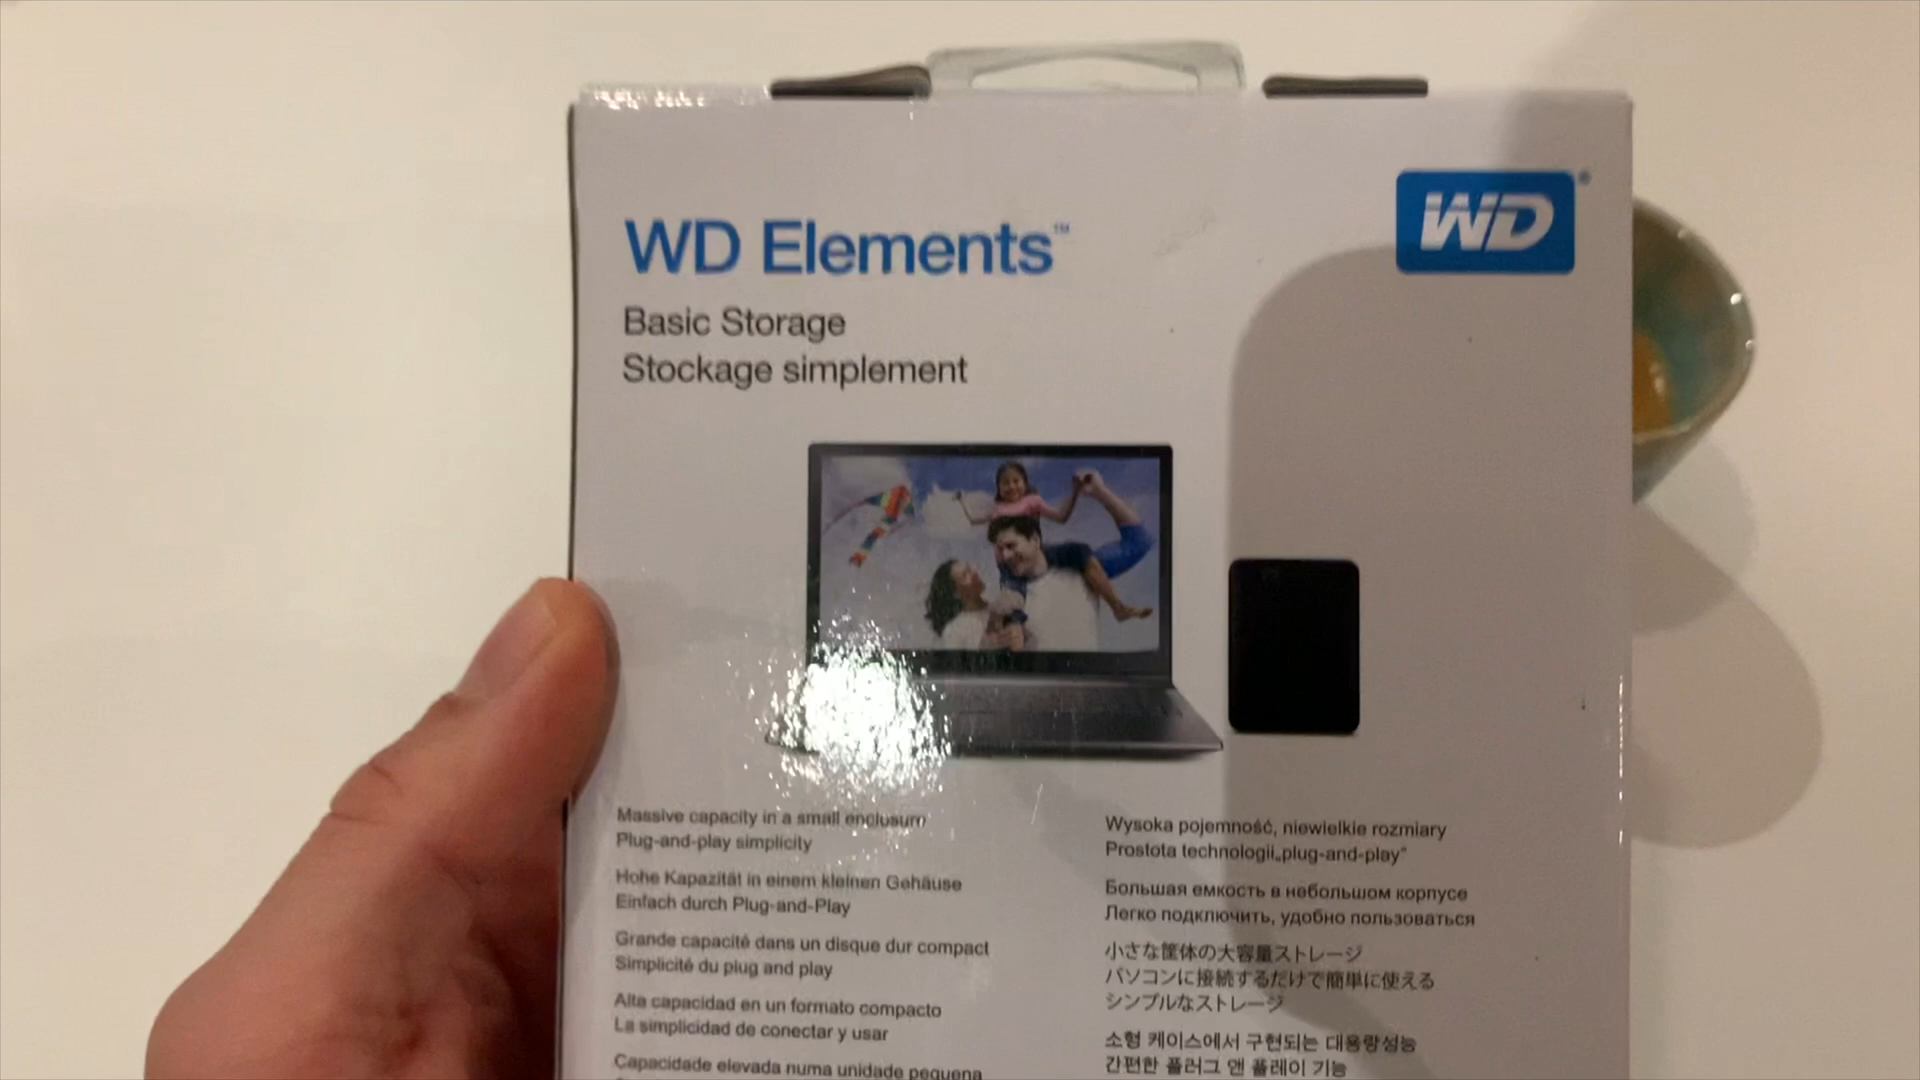 WD Elements™
WD®
Basic Storage
Stockage simplement
Massive capacity in a small enclosure
Plug-and-play simplicity
Hohe Kapazität in einem kleinen Gehäuse
Einfach durch Plug-and-Play
Grande capacité dans un disque dur compact
Simplicité du plug and play
Alta capacidad en un formato compacto
La simplicidad de conectar y usar
Capacidade elevada numa unidade pequena
Wysoka pojemność, niewielkie rozmiary
Prostota technologii„plug-and-play”
Большая емкость в небольшом корпусе
Легко подключить, удобно пользоваться
小さな筐体の大容量ストレージ
パソコンに接続するだけで簡単に使える
シンプルなストレージ
소형 케이스에서 구현되는 대용량성능
간편한 플러그 앤 플레이 기능